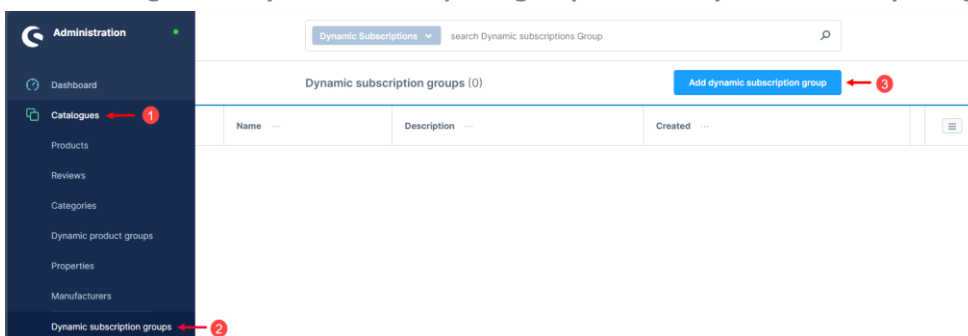 Administration
Dynamic Subscriptions search Dynamic subscriptions Group
Dashboard
Dynamic subscription groups (0)
Add dynamic subscription group
3
Catalogues
1
Name ...
Description ...
Created ...
Products
Reviews
Categories
Dynamic product groups
Properties
Manufacturers
Dynamic subscription groups
2